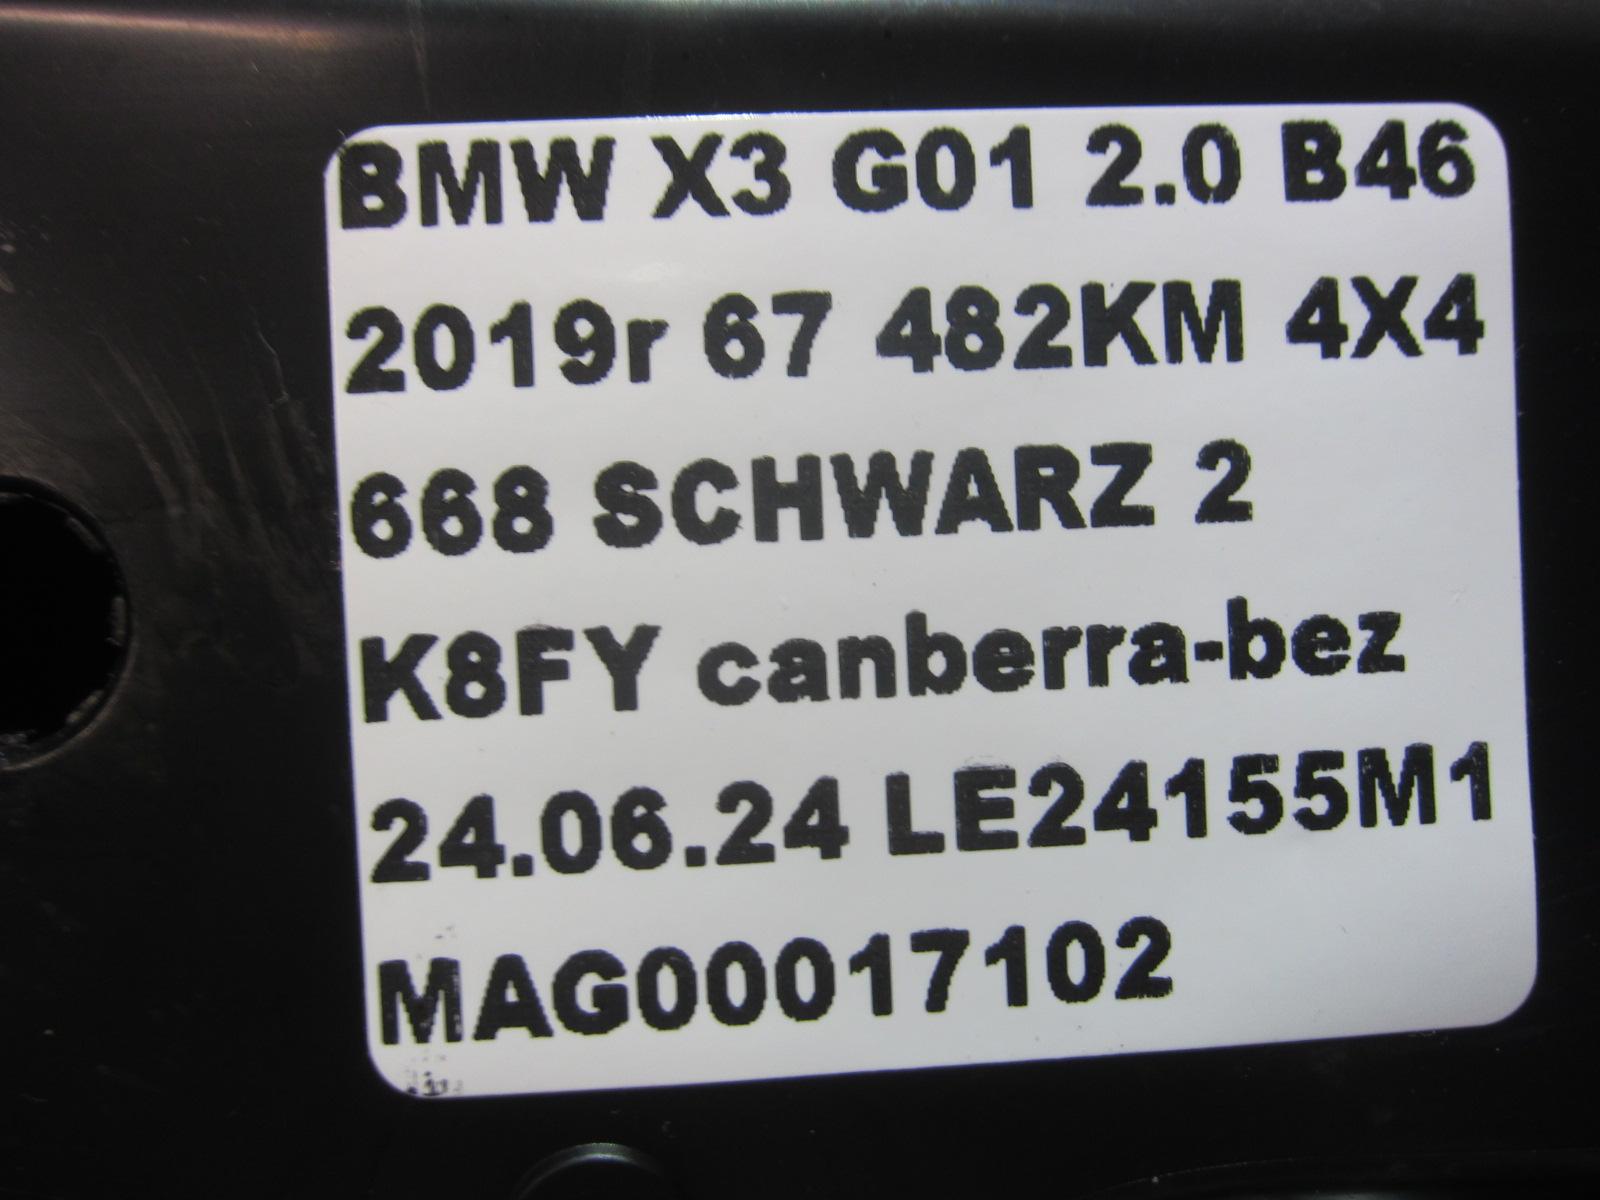 BMW X3 G01 2.0 B46
2019r 67 482KM 4X4
668 SCHWARZ 2
K8FY canberra-bez
24.06.24 LE24155M1
MAG00017102